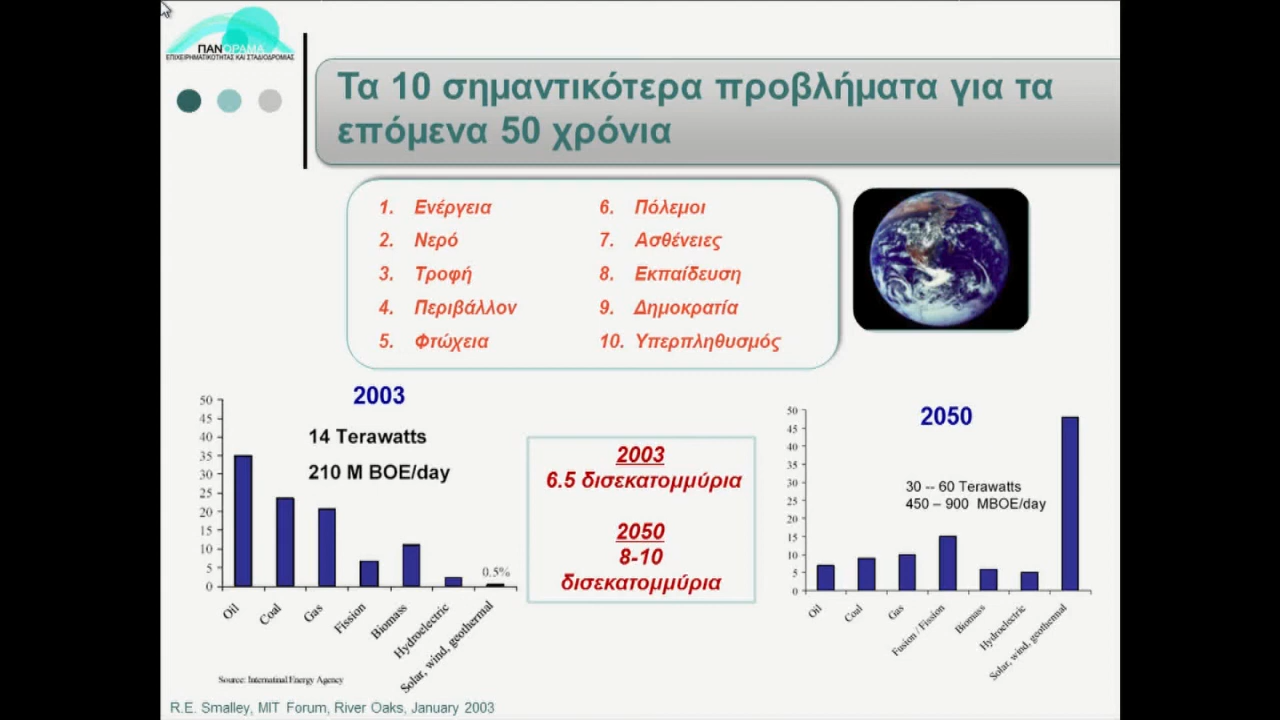 ΠΑΝΟΡΑΜΑ
ΕΠΙΧΕΙΡΗΜΑΤΙΚΟΤΗΤΑΣ ΚΑΙ ΣΤΑΔΙΟΔΡΟΜΙΑΣ
Τα 10 σημαντικότερα προβλήματα για τα
επόμενα 50 χρόνια
1. Ενέργεια
2. Νερό
3. Τροφή
4. Περιβάλλον
5. Φτώχεια
6. Πόλεμοι
7. Ασθένειες
8. Εκπαίδευση
9. Δημοκρατία
10. Υπερπληθυσμός
2003
14 Terawatts
210 M BOE/day
50
45
40
35
30
25
20
15
10
5
0
0.5%
Oil
Coal
Gas
Fission
Biomass
Hydroelectric
Solar, wind, geothermal
Source: Internatinal Energy Agency
2003
6.5 δισεκατομμύρια
2050
8-10
δισεκατομμύρια
2050
30 -- 60 Terawatts
450 – 900 MBOE/day
50
45
40
35
30
25
20
15
10
5
0
Oil
Coal
Gas
Fusion / Fission
Biomass
Hydroelectric
Solar, wind, geothermal
R.E. Smalley, MIT Forum, River Oaks, January 2003